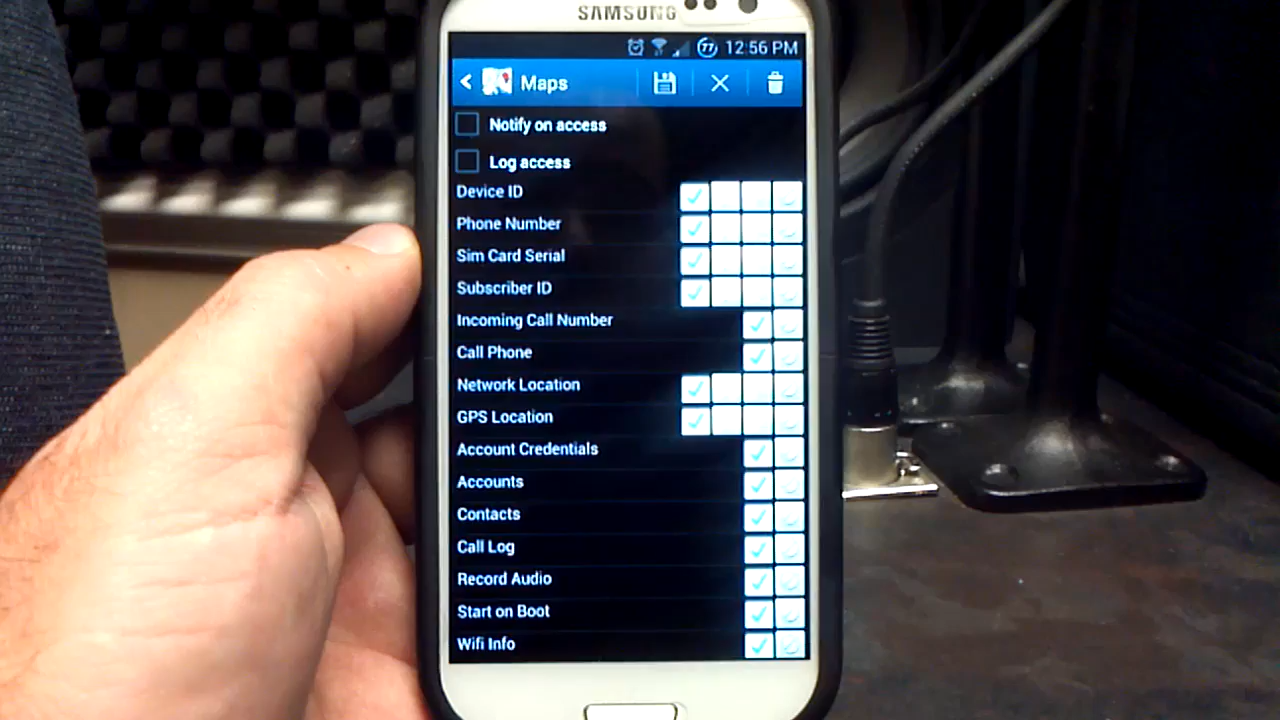 SAMSUNG
77 12:56 PM
Maps
Notify on access
Log access
Device ID
Phone Number
Sim Card Serial
Subscriber ID
Incoming Call Number
Call Phone
Network Location
GPS Location
Account Credentials
Accounts
Contacts
Call Log
Record Audio
Start on Boot
Wifi Info